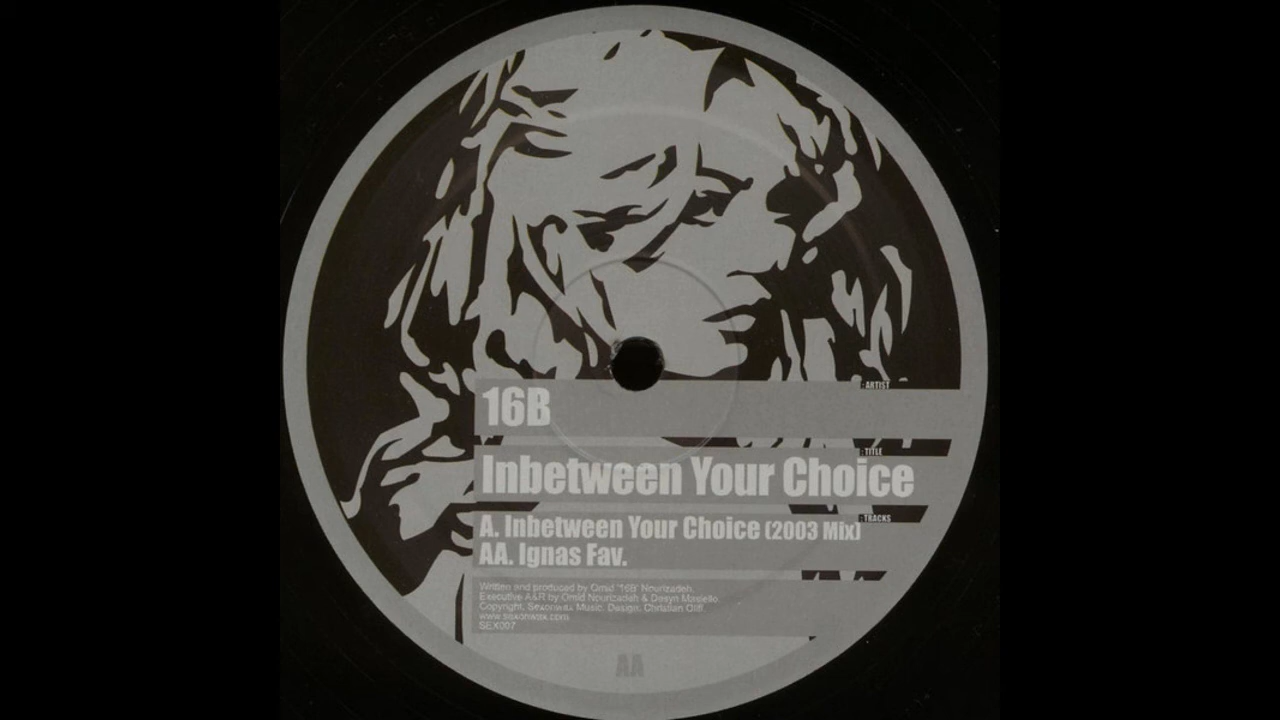 : ARTIST
16B
: TITLE
Inbetween Your Choice
: TRACKS
A. Inbetween Your Choice (2003 Mix)
AA. Ignas Fav.
Written and produced by Omid '16B' Nourizadeh.
Executive A&R by Omid Nourizadeh & Desyn Masiello.
Copyright. Sexonwax Music. Design. Christian Cliff.
www.sexonwax.com
SEX007
AA